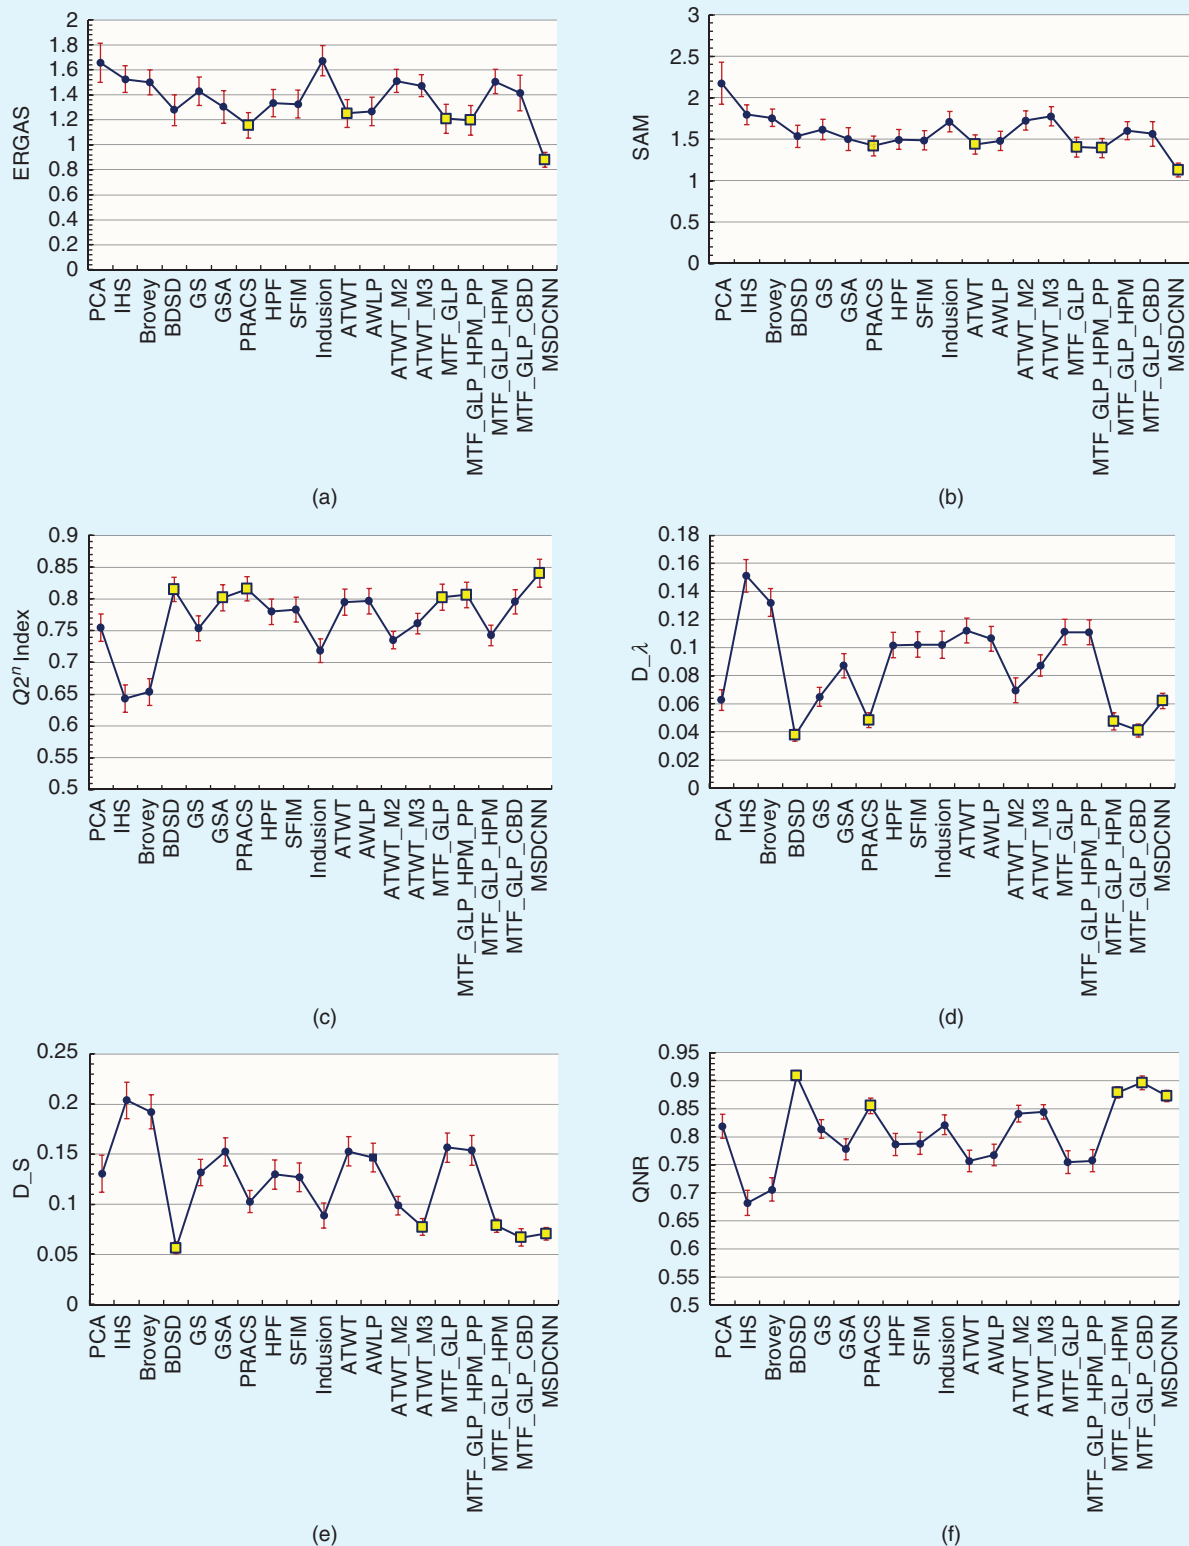 ERGAS
2
1.8
1.6
1.4
1.2
1
0.8
0.6
0.4
0.2
0
PCA
IHS
Brovey
BDSD
GS
GSA
PRACS
HPF
SFIM
Indusion
ATWT
AWLP
ATWT_M2
ATWT_M3
MTF_GLP
MTF_GLP_HPM_PP
MTF_GLP_HPM
MTF_GLP_CBD
MSDCNN
(a)
SAM
3
2.5
2
1.5
1
0.5
0
PCA
IHS
Brovey
BDSD
GS
GSA
PRACS
HPF
SFIM
Indusion
ATWT
AWLP
ATWT_M2
ATWT_M3
MTF_GLP
MTF_GLP_HPM_PP
MTF_GLP_HPM
MTF_GLP_CBD
MSDCNN
(b)
Q2ⁿ Index
0.9
0.85
0.8
0.75
0.7
0.65
0.6
0.55
0.5
PCA
IHS
Brovey
BDSD
GS
GSA
PRACS
HPF
SFIM
Indusion
ATWT
AWLP
ATWT_M2
ATWT_M3
MTF_GLP
MTF_GLP_HPM_PP
MTF_GLP_HPM
MTF_GLP_CBD
MSDCNN
(c)
D_λ
0.18
0.16
0.14
0.12
0.1
0.08
0.06
0.04
0.02
0
PCA
IHS
Brovey
BDSD
GS
GSA
PRACS
HPF
SFIM
Indusion
ATWT
AWLP
ATWT_M2
ATWT_M3
MTF_GLP
MTF_GLP_HPM_PP
MTF_GLP_HPM
MTF_GLP_CBD
MSDCNN
(d)
D_S
0.25
0.2
0.15
0.1
0.05
0
PCA
IHS
Brovey
BDSD
GS
GSA
PRACS
HPF
SFIM
Indusion
ATWT
AWLP
ATWT_M2
ATWT_M3
MTF_GLP
MTF_GLP_HPM_PP
MTF_GLP_HPM
MTF_GLP_CBD
MSDCNN
(e)
QNR
0.95
0.9
0.85
0.8
0.75
0.7
0.65
0.6
0.55
0.5
PCA
IHS
Brovey
BDSD
GS
GSA
PRACS
HPF
SFIM
Indusion
ATWT
AWLP
ATWT_M2
ATWT_M3
MTF_GLP
MTF_GLP_HPM_PP
MTF_GLP_HPM
MTF_GLP_CBD
MSDCNN
(f)